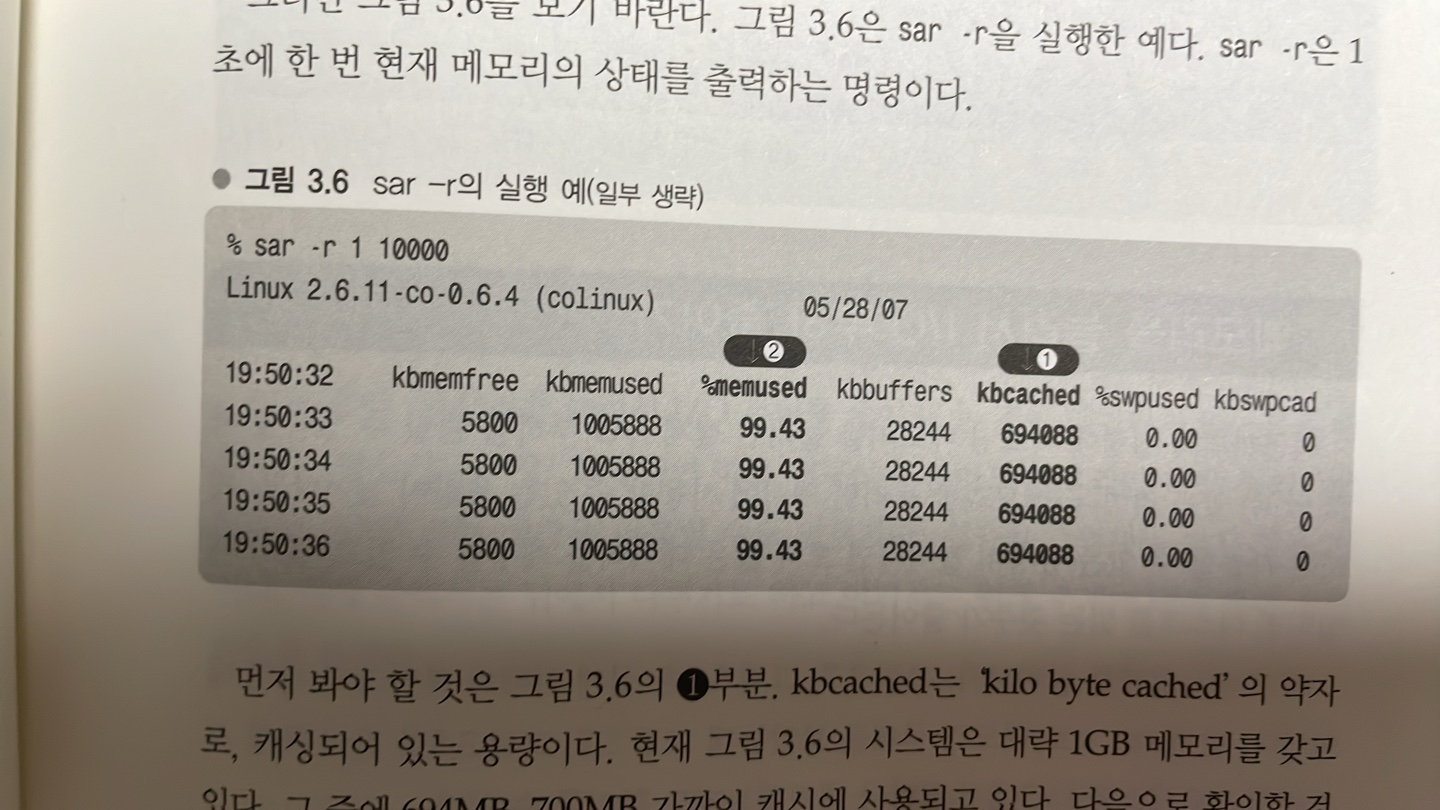 그림 3.6을 보기 바란다. 그림 3.6은 sar -r을 실행한 예다. sar -r은 1
초에 한 번 현재 메모리의 상태를 출력하는 명령이다.
● 그림 3.6 sar –r의 실행 예(일부 생략)
% sar -r 1 10000
Linux 2.6.11-co-0.6.4 (colinux) 05/28/07
↓❷ ↓❶
19:50:32 kbmemfree kbmemused %memused kbbuffers kbcached %swpused kbswpcad
19:50:33 5800 1005888 99.43 28244 694088 0.00 0
19:50:34 5800 1005888 99.43 28244 694088 0.00 0
19:50:35 5800 1005888 99.43 28244 694088 0.00 0
19:50:36 5800 1005888 99.43 28244 694088 0.00 0
먼저 봐야 할 것은 그림 3.6의 ❶부분. kbcached는 ‘kilo byte cached’의 약자
로, 캐싱되어 있는 용량이다. 현재 그림 3.6의 시스템은 대략 1GB 메모리를 갖고
있다. 그 중에 694MB, 700MB 가까이 캐시에 사용되고 있다. 다음으로 확인할 것